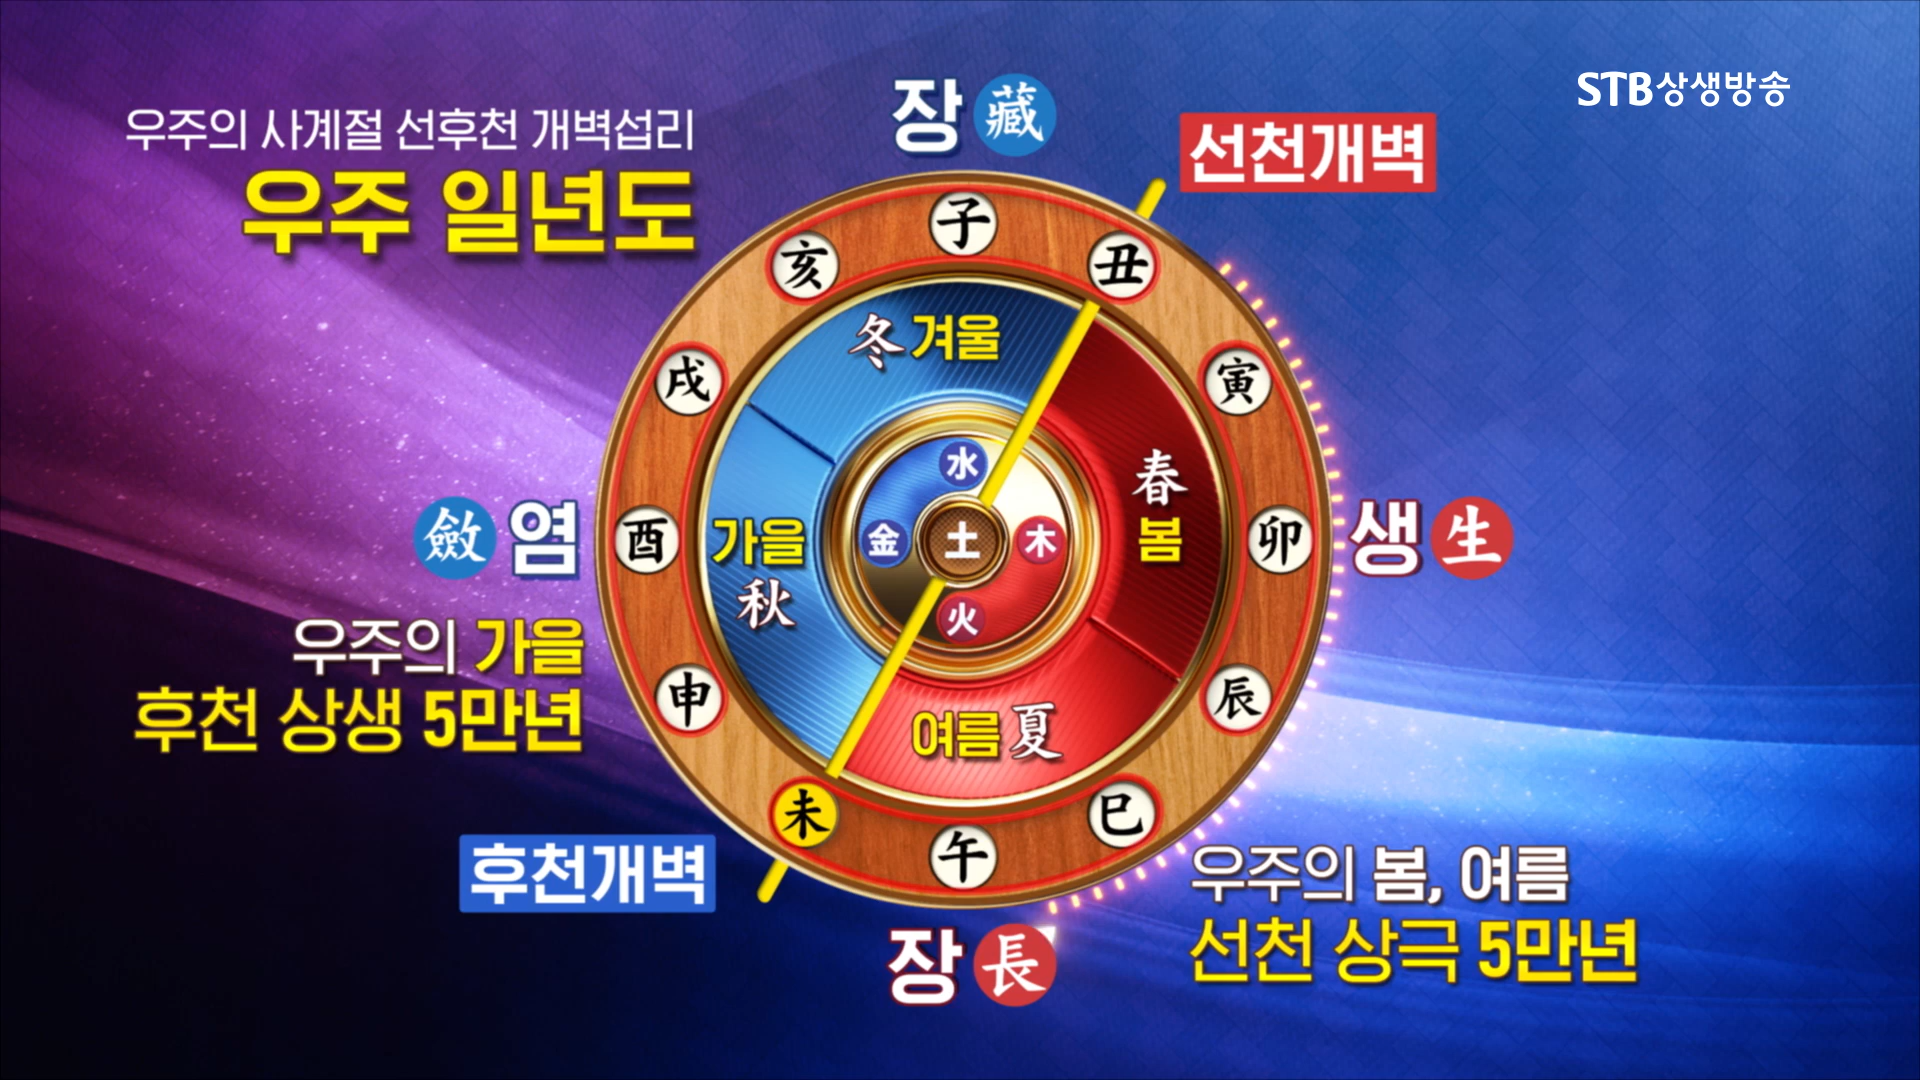 STB상생방송
우주의 사계절 선후천 개벽섭리
우주 일년도
장 藏
선천개벽
子
亥 丑
冬 겨울
戌 寅
水
春
봄
斂 염
酉
가을
秋
金 土 木
卯
생 生
火
우주의 가을
후천 상생 5만년
申 辰
여름 夏
未 巳
午
후천개벽
장 長
우주의 봄, 여름
선천 상극 5만년